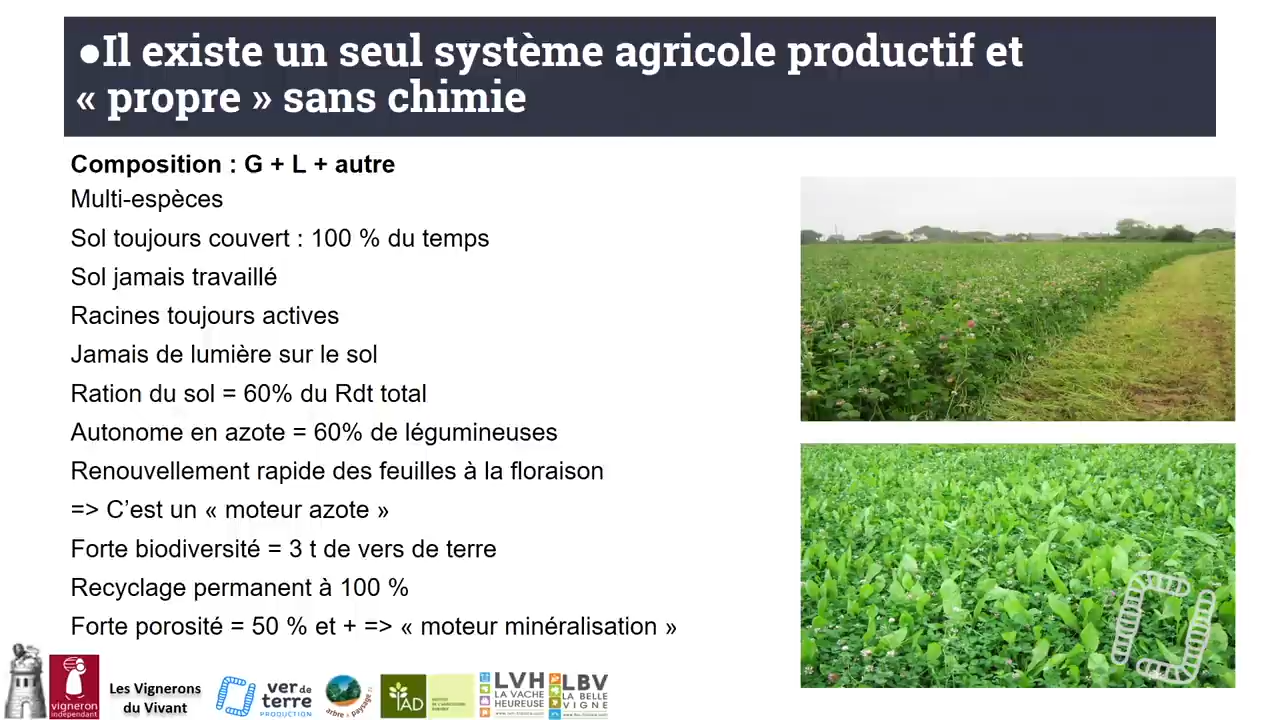 ●Il existe un seul système agricole productif et
« propre » sans chimie
Composition : G + L + autre
Multi-espèces
Sol toujours couvert : 100 % du temps
Sol jamais travaillé
Racines toujours actives
Jamais de lumière sur le sol
Ration du sol = 60% du Rdt total
Autonome en azote = 60% de légumineuses
Renouvellement rapide des feuilles à la floraison
=> C’est un « moteur azote »
Forte biodiversité = 3 t de vers de terre
Recyclage permanent à 100 %
Forte porosité = 50 % et + => « moteur minéralisation »
vigneron
indépendant
Les Vignerons
du Vivant
ver de
terre
PRODUCTION
arbre & paysage
IAD
LVH
LA VACHE
HEUREUSE
LBV
LA BELLE
VIGNE